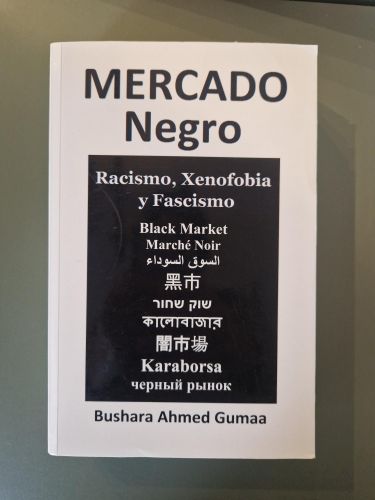 MERCADO
Negro
Racismo, Xenofobia
y Fascismo
Black Market
Marché Noir
السوق السوداء
黑市
שוק שחור
কালোবাজার
闇市場
Karaborsa
черный рынок
Bushara Ahmed Gumaa